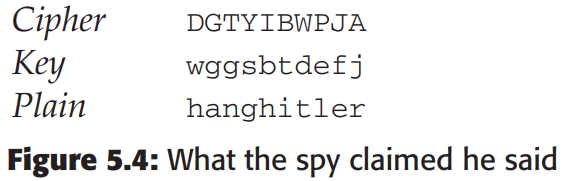 Cipher DGTYIBWPJA
Key wggsbtdefj
Plain hanghitler
Figure 5.4: What the spy claimed he said